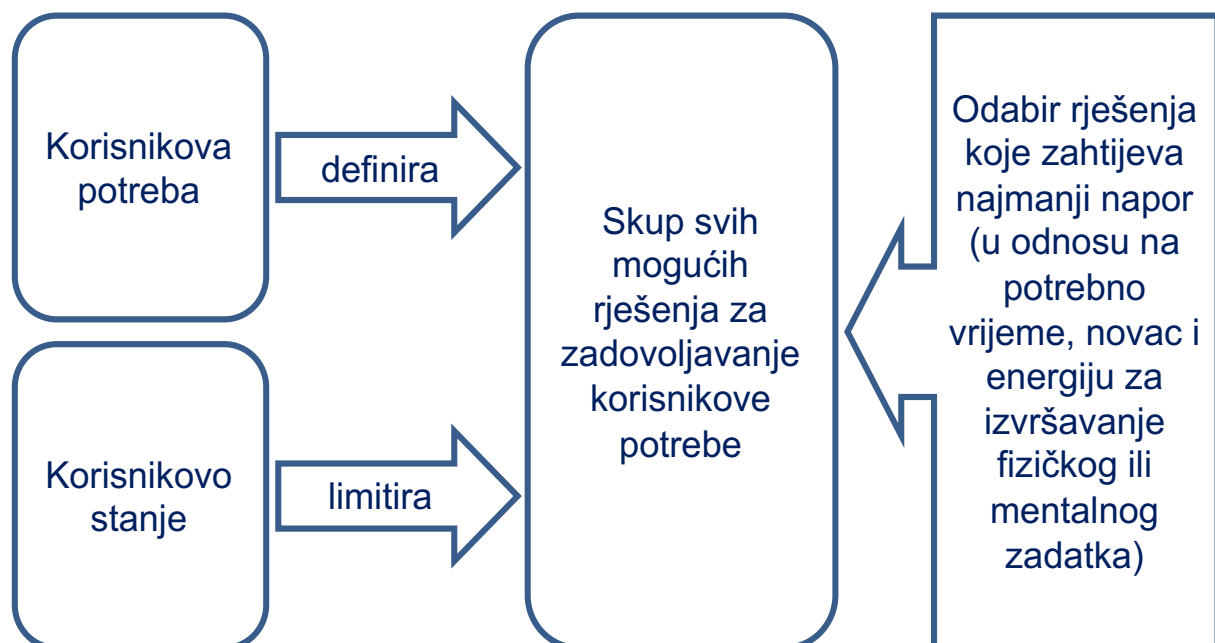 Korisnikova
potreba
definira
Korisnikovo
stanje
limitira
Skup svih
mogućih
rješenja za
zadovoljavanje
korisnikove
potrebe
Odabir rješenja
koje zahtijeva
najmanji napor
(u odnosu na
potrebno
vrijeme, novac i
energiju za
izvršavanje
fizičkog ili
mentalnog
zadatka)